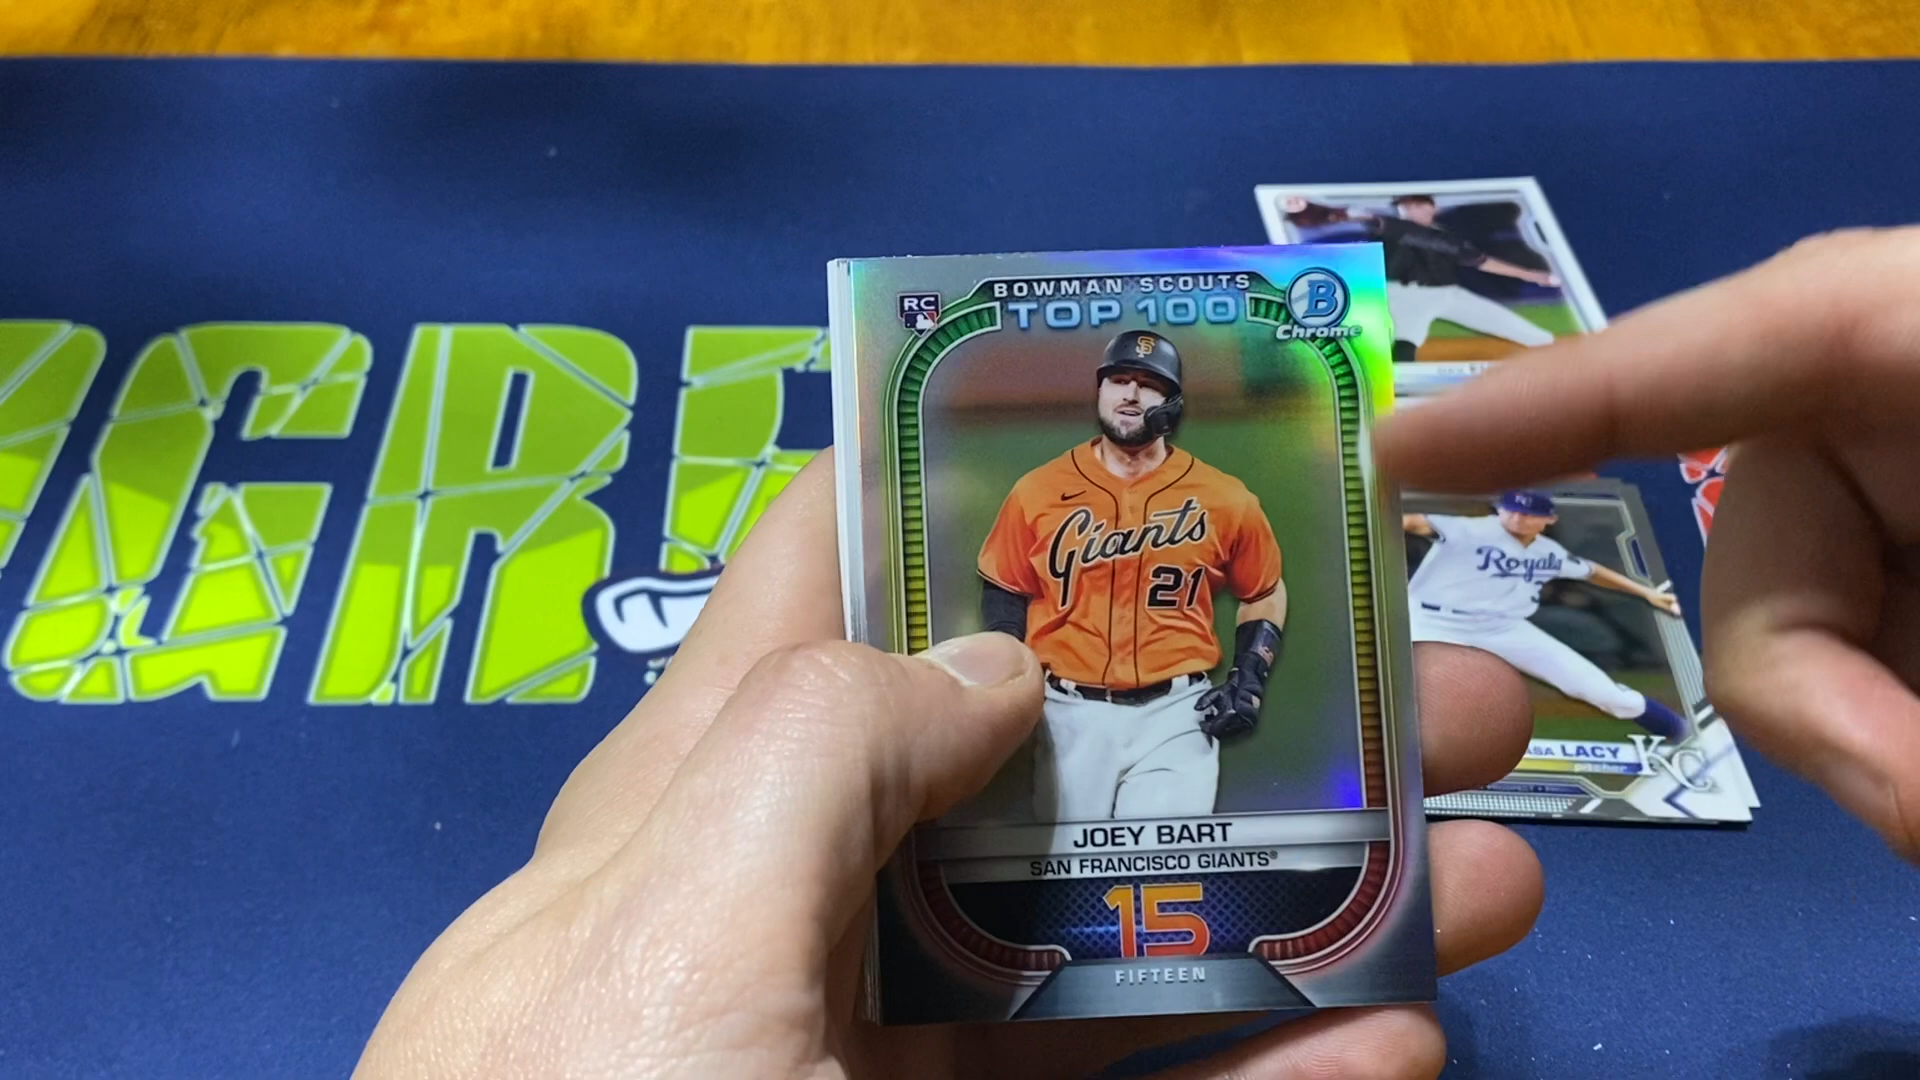 RC
BOWMAN SCOUTS
TOP 100
B
Chrome
SF
Giants
21
JOEY BART
SAN FRANCISCO GIANTS®
15
FIFTEEN
Royals
LACY
pitcher
KC